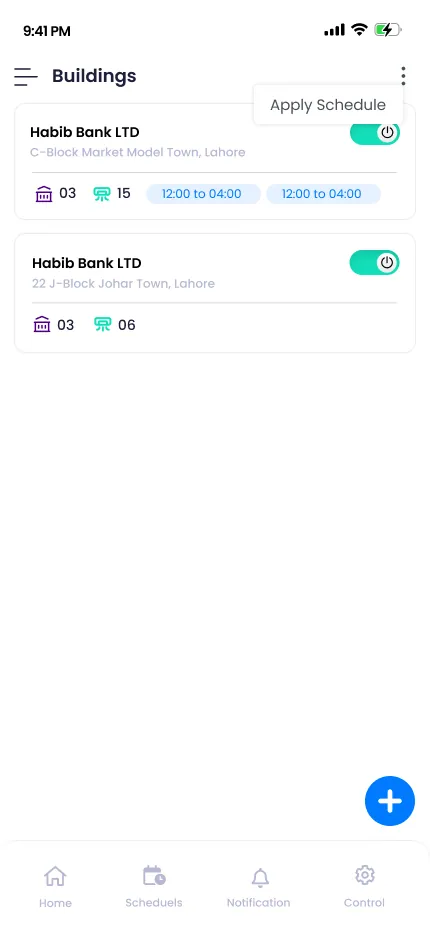 9:41 PM
Buildings
Apply Schedule
Habib Bank LTD
C-Block Market Model Town, Lahore
03 15 12:00 to 04:00 12:00 to 04:00
Habib Bank LTD
22 J-Block Johar Town, Lahore
03 06
Home Scheduels Notification Control